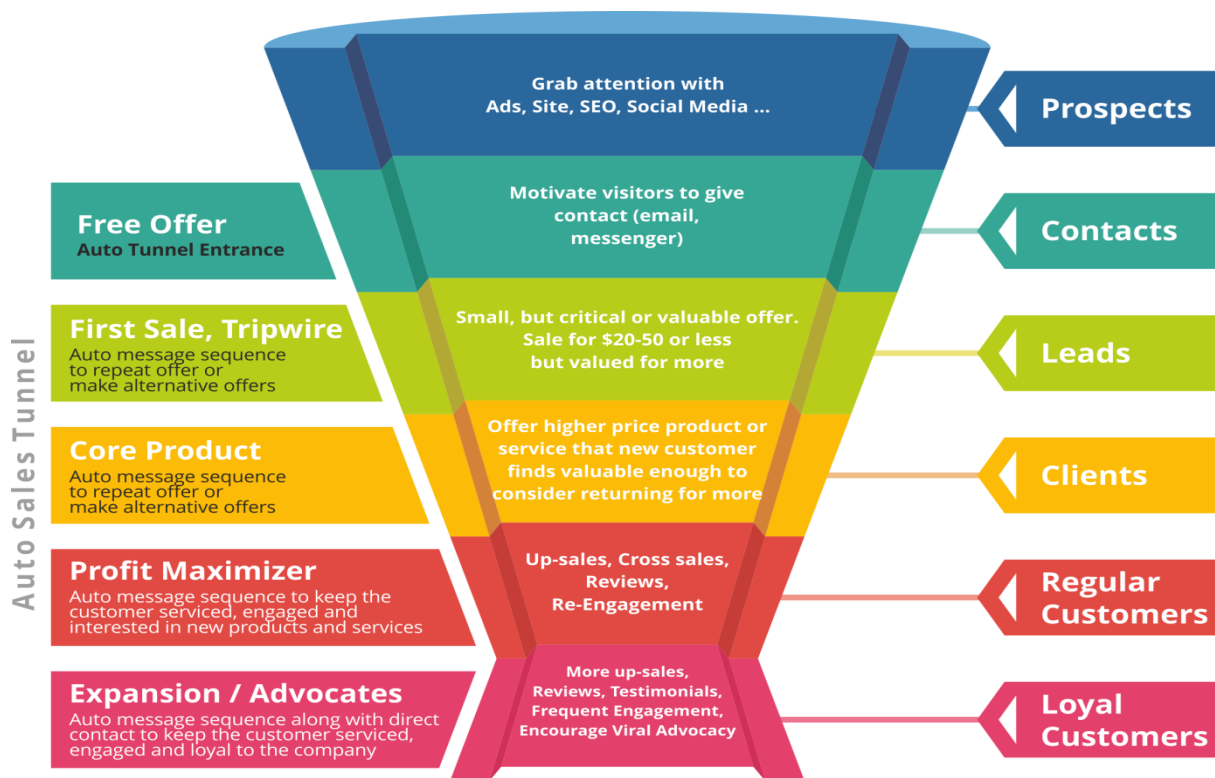 Auto Sales Tunnel
Grab attention with
Ads, Site, SEO, Social Media ...
Prospects
Free Offer
Auto Tunnel Entrance
Motivate visitors to give
contact (email,
messenger)
Contacts
First Sale, Tripwire
Auto message sequence
to repeat offer or
make alternative offers
Small, but critical or valuable offer.
Sale for $20-50 or less
but valued for more
Leads
Core Product
Auto message sequence
to repeat offer or
make alternative offers
Offer higher price product or
service that new customer
finds valuable enough to
consider returning for more
Clients
Profit Maximizer
Auto message sequence to keep the
customer serviced, engaged and
interested in new products and services
Up-sales, Cross sales,
Reviews,
Re-Engagement
Regular
Customers
Expansion / Advocates
Auto message sequence along with direct
contact to keep the customer serviced,
engaged and loyal to the company
More up-sales,
Reviews, Testimonials,
Frequent Engagement,
Encourage Viral Advocacy
Loyal
Customers